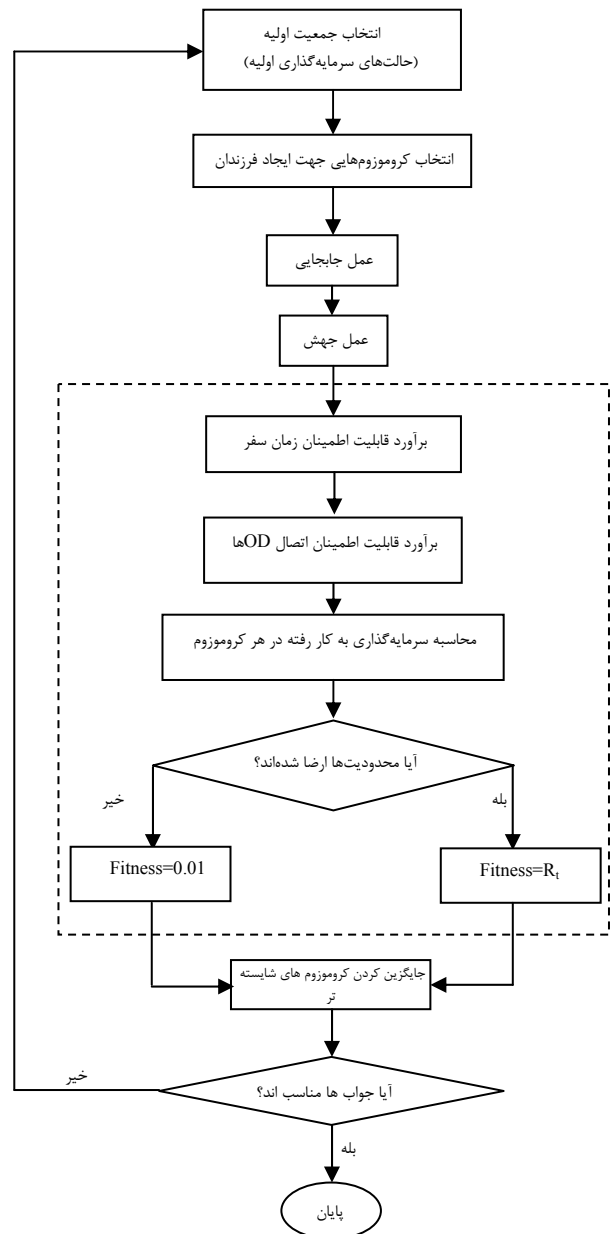 انتخاب جمعیت اولیه
(حالت‌های سرمایه‌گذاری اولیه)
انتخاب کروموزوم‌هایی جهت ایجاد فرزندان
عمل جابجایی
عمل جهش
برآورد قابلیت اطمینان زمان سفر
برآورد قابلیت اطمینان اتصال ODها
محاسبه سرمایه‌گذاری به کار رفته در هر کروموزوم
آیا محدودیت‌ها ارضا شده‌اند؟
بله
خیر
Fitness=Rt
Fitness=0.01
جایگزین کردن کروموزوم های شایسته
تر
آیا جواب ها مناسب اند؟
خیر
بله
پایان